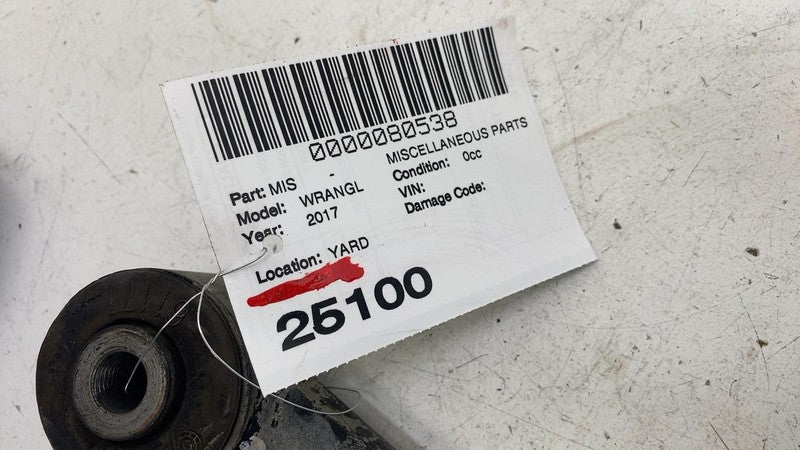 0000080538
Part: MIS - MISCELLANEOUS PARTS
Model: WRANGL Condition: 0cc
Year: 2017 VIN:
Damage Code:
Location: YARD
25100